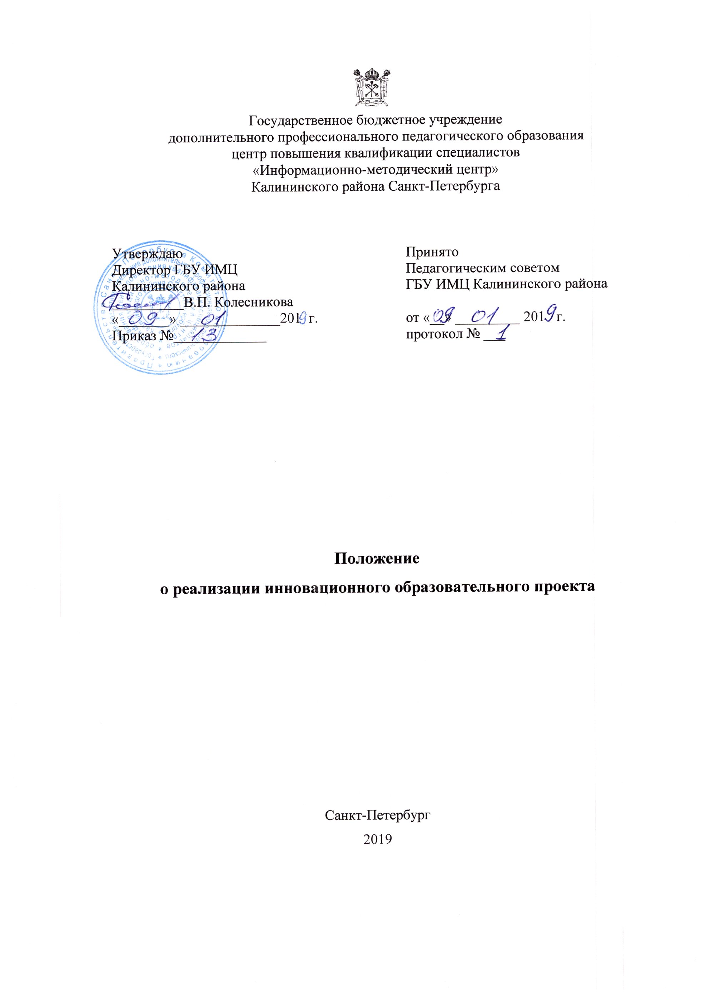 Государственное бюджетное учреждение
дополнительного профессионального педагогического образования
центр повышения квалификации специалистов
«Информационно-методический центр»
Калининского района Санкт-Петербурга
Утверждаю
Директор ГБУ ИМЦ
Калининского района
____________В.П. Колесникова
«09» 01 2019 г.
Приказ № 13
Принято
Педагогическим советом
ГБУ ИМЦ Калининского района
от «09» 01 2019 г.
протокол № 1
Положение
о реализации инновационного образовательного проекта
Санкт-Петербург
2019